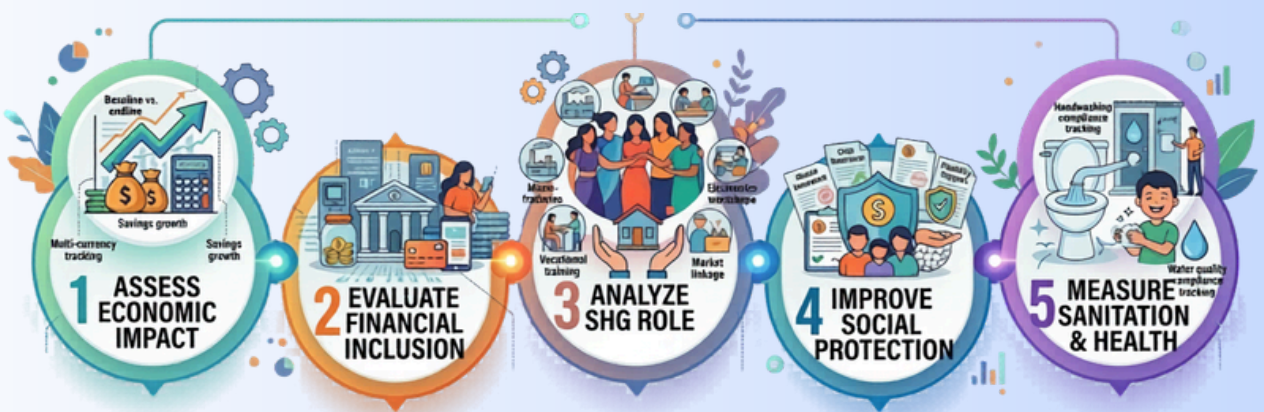 Baseline vs.
endline
Savings growth
Multi-currency
tracking
Savings
growth
1 ASSESS
ECONOMIC
IMPACT
2 EVALUATE
FINANCIAL
INCLUSION
Vocational
training
Market
linkage
3 ANALYZE
SHG ROLE
4 IMPROVE
SOCIAL
PROTECTION
Handwashing
compliance
tracking
Water quality
compliance
tracking
5 MEASURE
SANITATION
& HEALTH